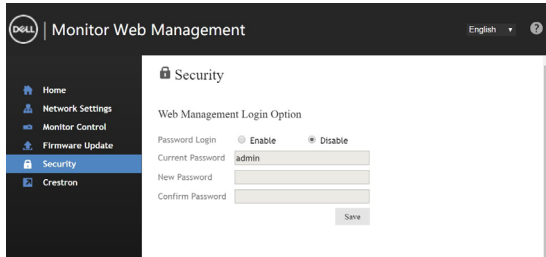 DELL | Monitor Web Management
English
?
Home
Network Settings
Monitor Control
Firmware Update
Security
Crestron
Security
Web Management Login Option
Password Login Enable Disable
Current Password admin
New Password
Confirm Password
Save